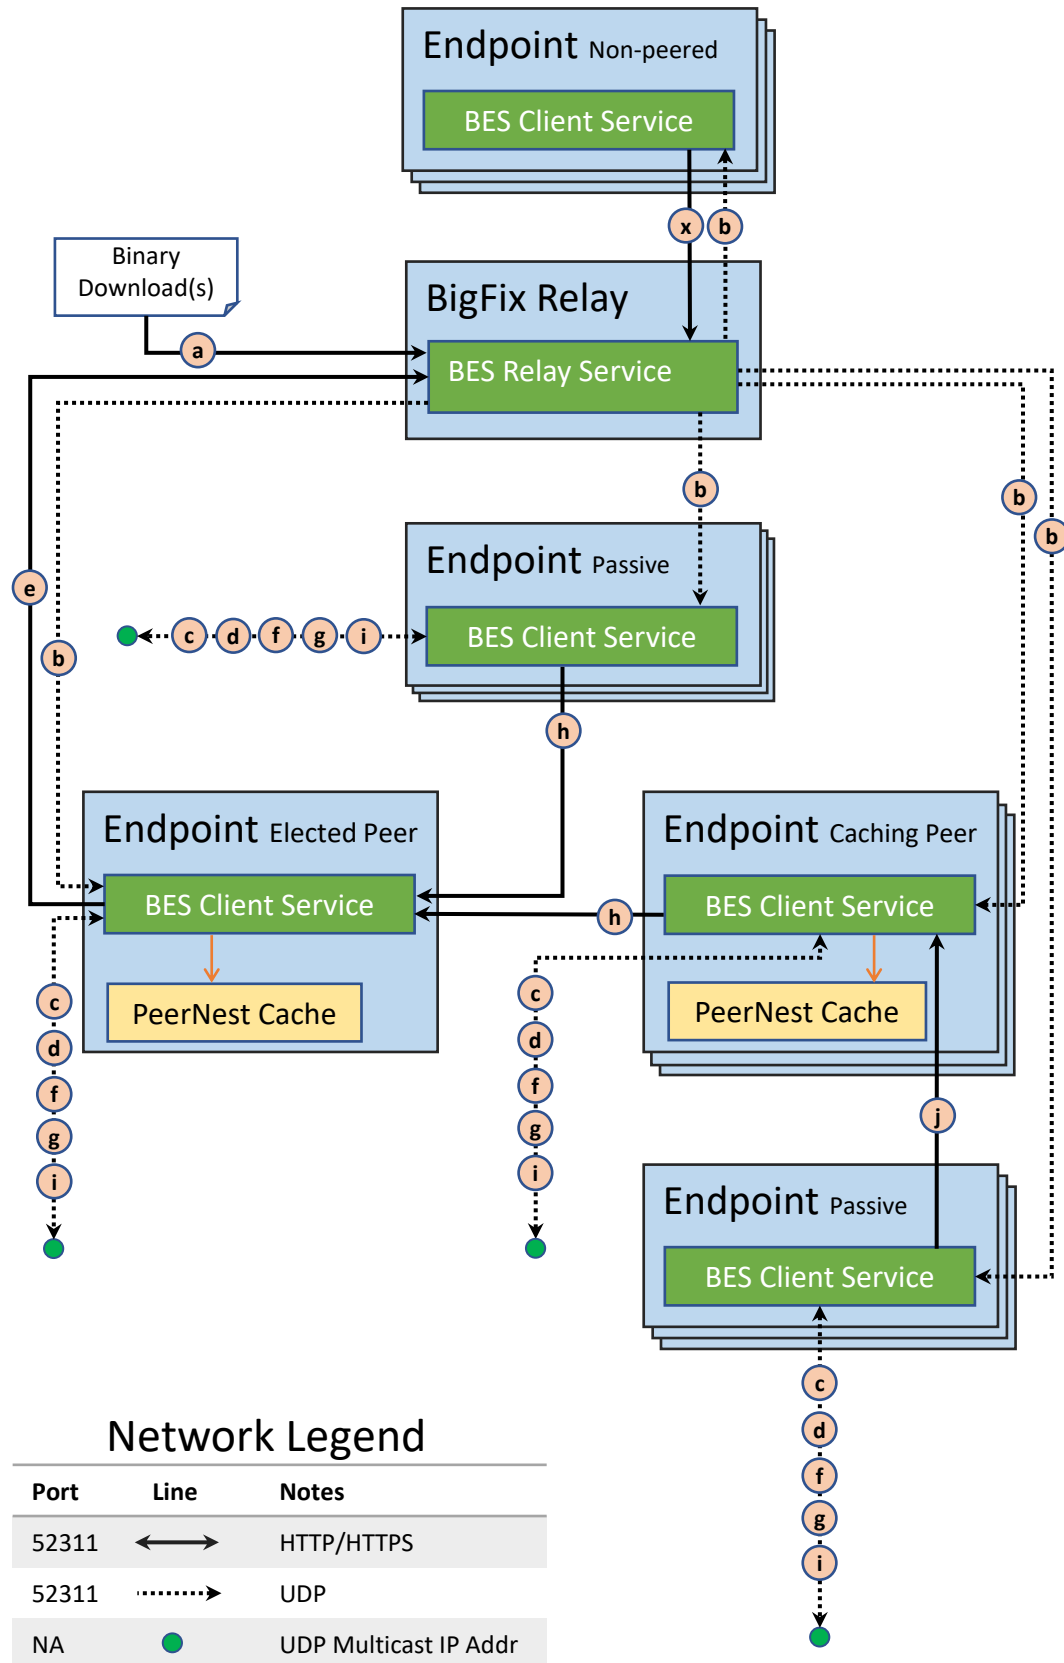 Endpoint Non-peered
BES Client Service
x b
Binary
Download(s)
BigFix Relay
a
BES Relay Service
b
b
b
Endpoint Passive
e
c d f g i
BES Client Service
b
h
Endpoint Elected Peer
Endpoint Caching Peer
BES Client Service
h
BES Client Service
PeerNest Cache
PeerNest Cache
c
d
f
g
i
c
d
f
g
i
j
Endpoint Passive
BES Client Service
c
d
f
g
i
Network Legend
Port Line Notes
52311 HTTP/HTTPS
52311 UDP
NA UDP Multicast IP Addr